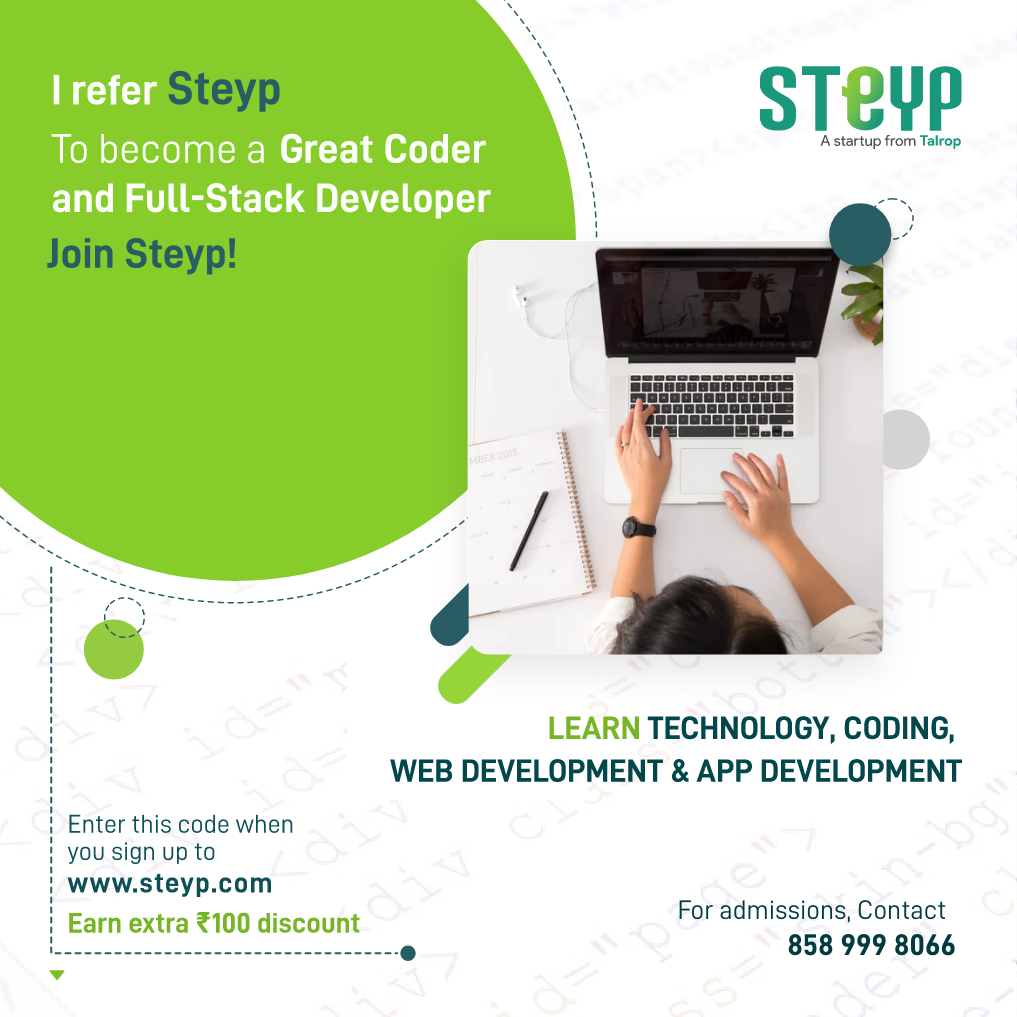 I refer Steyp
To become a Great Coder
and Full-Stack Developer
Join Steyp!
STEYP
A startup from Talrop
MBER 2015
LEARN TECHNOLOGY, CODING,
WEB DEVELOPMENT & APP DEVELOPMENT
Enter this code when
you sign up to
www.steyp.com
Earn extra ₹100 discount
For admissions, Contact
858 999 8066